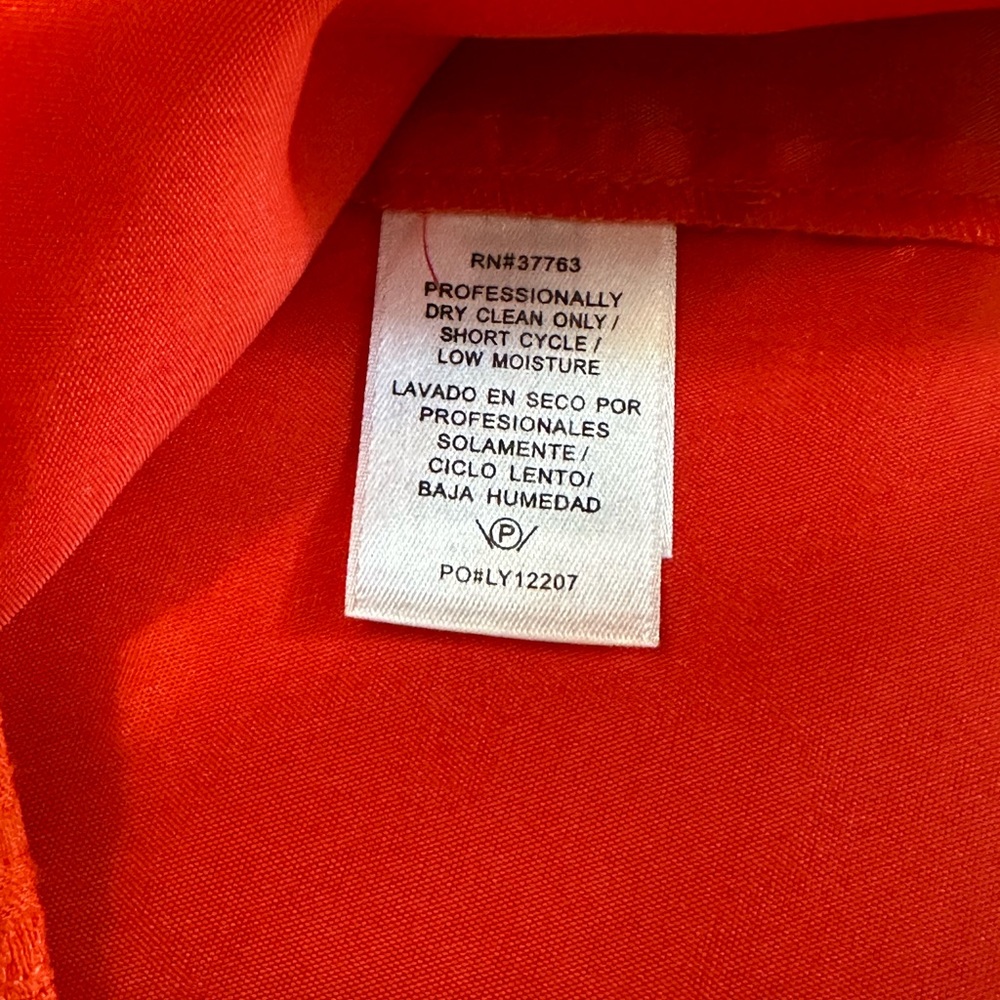 RN#37763
PROFESSIONALLY
DRY CLEAN ONLY/
SHORT CYCLE/
LOW MOISTURE
LAVADO EN SECO POR
PROFESIONALES
SOLAMENTE/
CICLO LENTO/
BAJA HUMEDAD
P
PO#LY12207